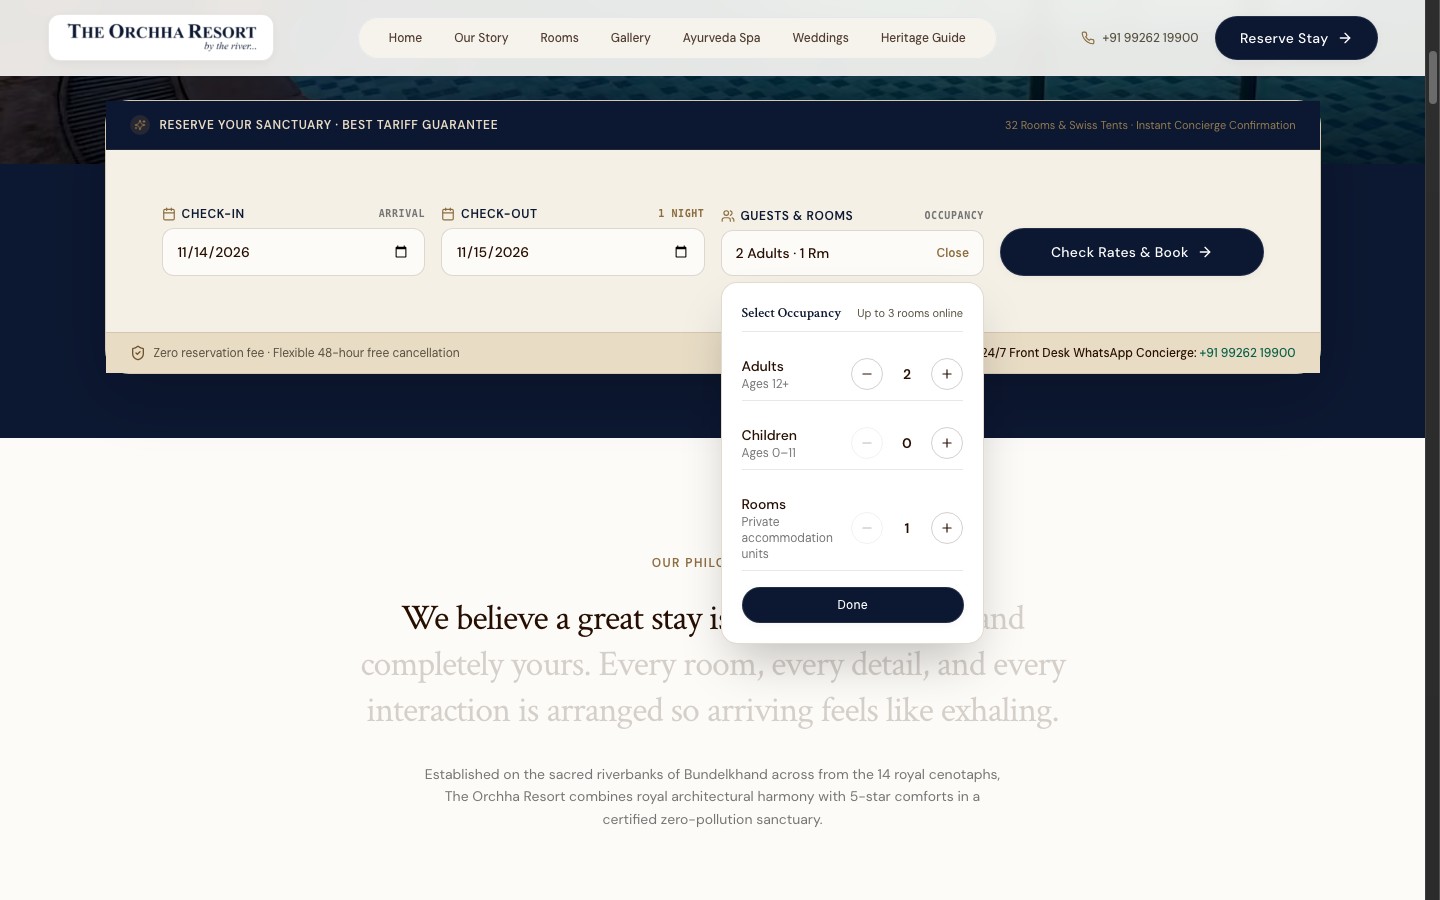 THE ORCHHA RESORT
by the river...
Home
Our Story
Rooms
Gallery
Ayurveda Spa
Weddings
Heritage Guide
+91 99262 19900
Reserve Stay
RESERVE YOUR SANCTUARY · BEST TARIFF GUARANTEE
32 Rooms & Swiss Tents · Instant Concierge Confirmation
CHECK-IN
ARRIVAL
11/14/2026
CHECK-OUT
1 NIGHT
11/15/2026
GUESTS & ROOMS
OCCUPANCY
2 Adults · 1 Rm
Close
Check Rates & Book
Zero reservation fee · Flexible 48-hour free cancellation
24/7 Front Desk WhatsApp Concierge: +91 99262 19900
Select Occupancy
Up to 3 rooms online
Adults
Ages 12+
2
Children
Ages 0–11
0
Rooms
Private
accommodation
units
1
Done
OUR
We believe a great stay
and
completely yours. Every room, every detail, and every
interaction is arranged so arriving feels like exhaling.
Established on the sacred riverbanks of Bundelkhand across from the 14 royal cenotaphs,
The Orchha Resort combines royal architectural harmony with 5-star comforts in a
certified zero-pollution sanctuary.